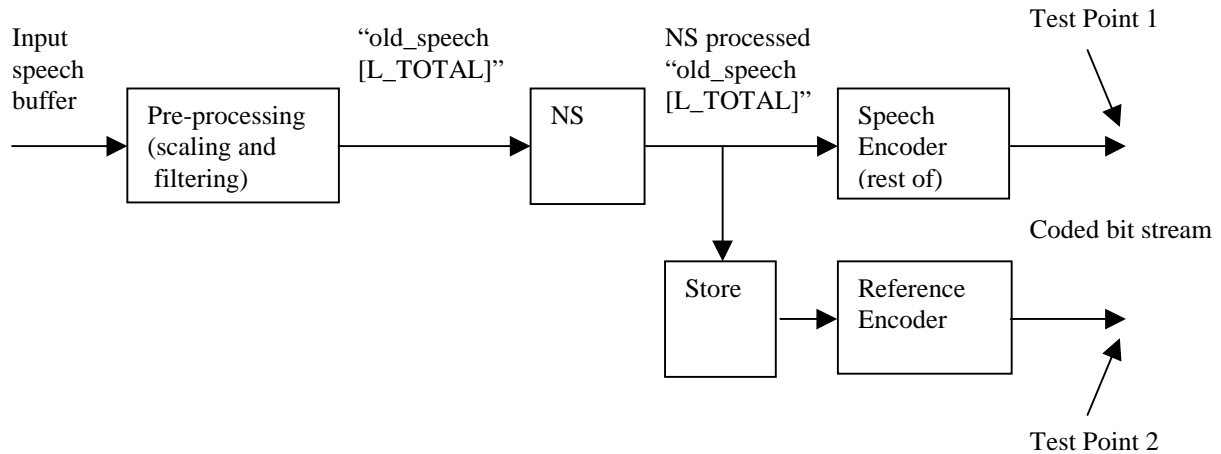 Test Point 1
Input
speech
buffer
“old_speech
[L_TOTAL]”
NS processed
“old_speech
[L_TOTAL]”
Pre-processing
(scaling and
filtering)
NS
Speech
Encoder
(rest of)
Coded bit stream
Store
Reference
Encoder
Test Point 2